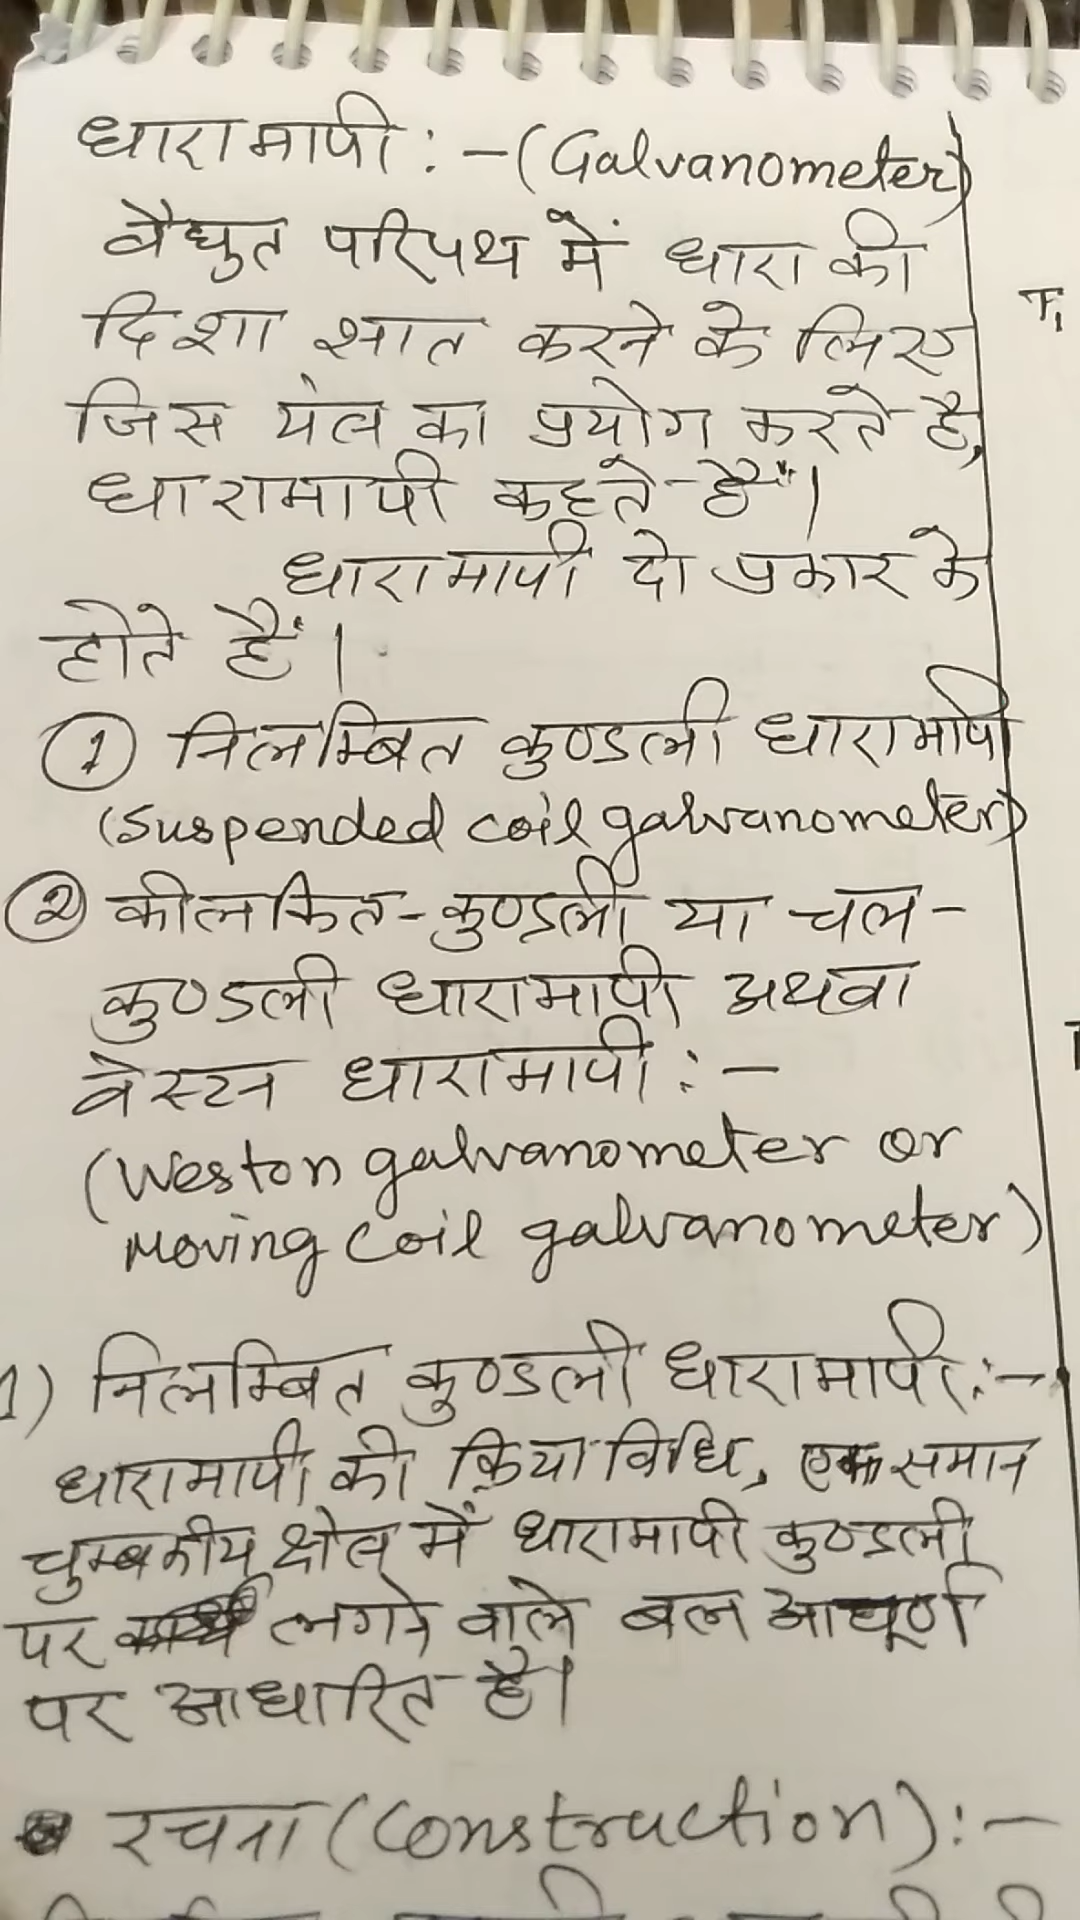 धारामापी :- (Galvanometer)
वैद्युत परिपथ में धारा की
दिशा ज्ञात करने के लिए
जिस यंत्र का प्रयोग करते है,
धारामापी कहते हैं।
धारामापी दो प्रकार के
होते हैं।
① निलम्बित कुण्डली धारामापी
(Suspended coil galvanometer)
② कीलकित-कुण्डली या चल-
कुण्डली धारामापी अथवा
वेस्टन धारामापी :-
(Weston galvanometer or
Moving coil galvanometer)
1) निलम्बित कुण्डली धारामापी :-
धारामापी की क्रियाविधि, एक समान
चुम्बकीय क्षेत्र में धारामापी कुण्डली
पर लगने वाले बल आघूर्ण
पर आधारित है।
रचना (Construction) :-